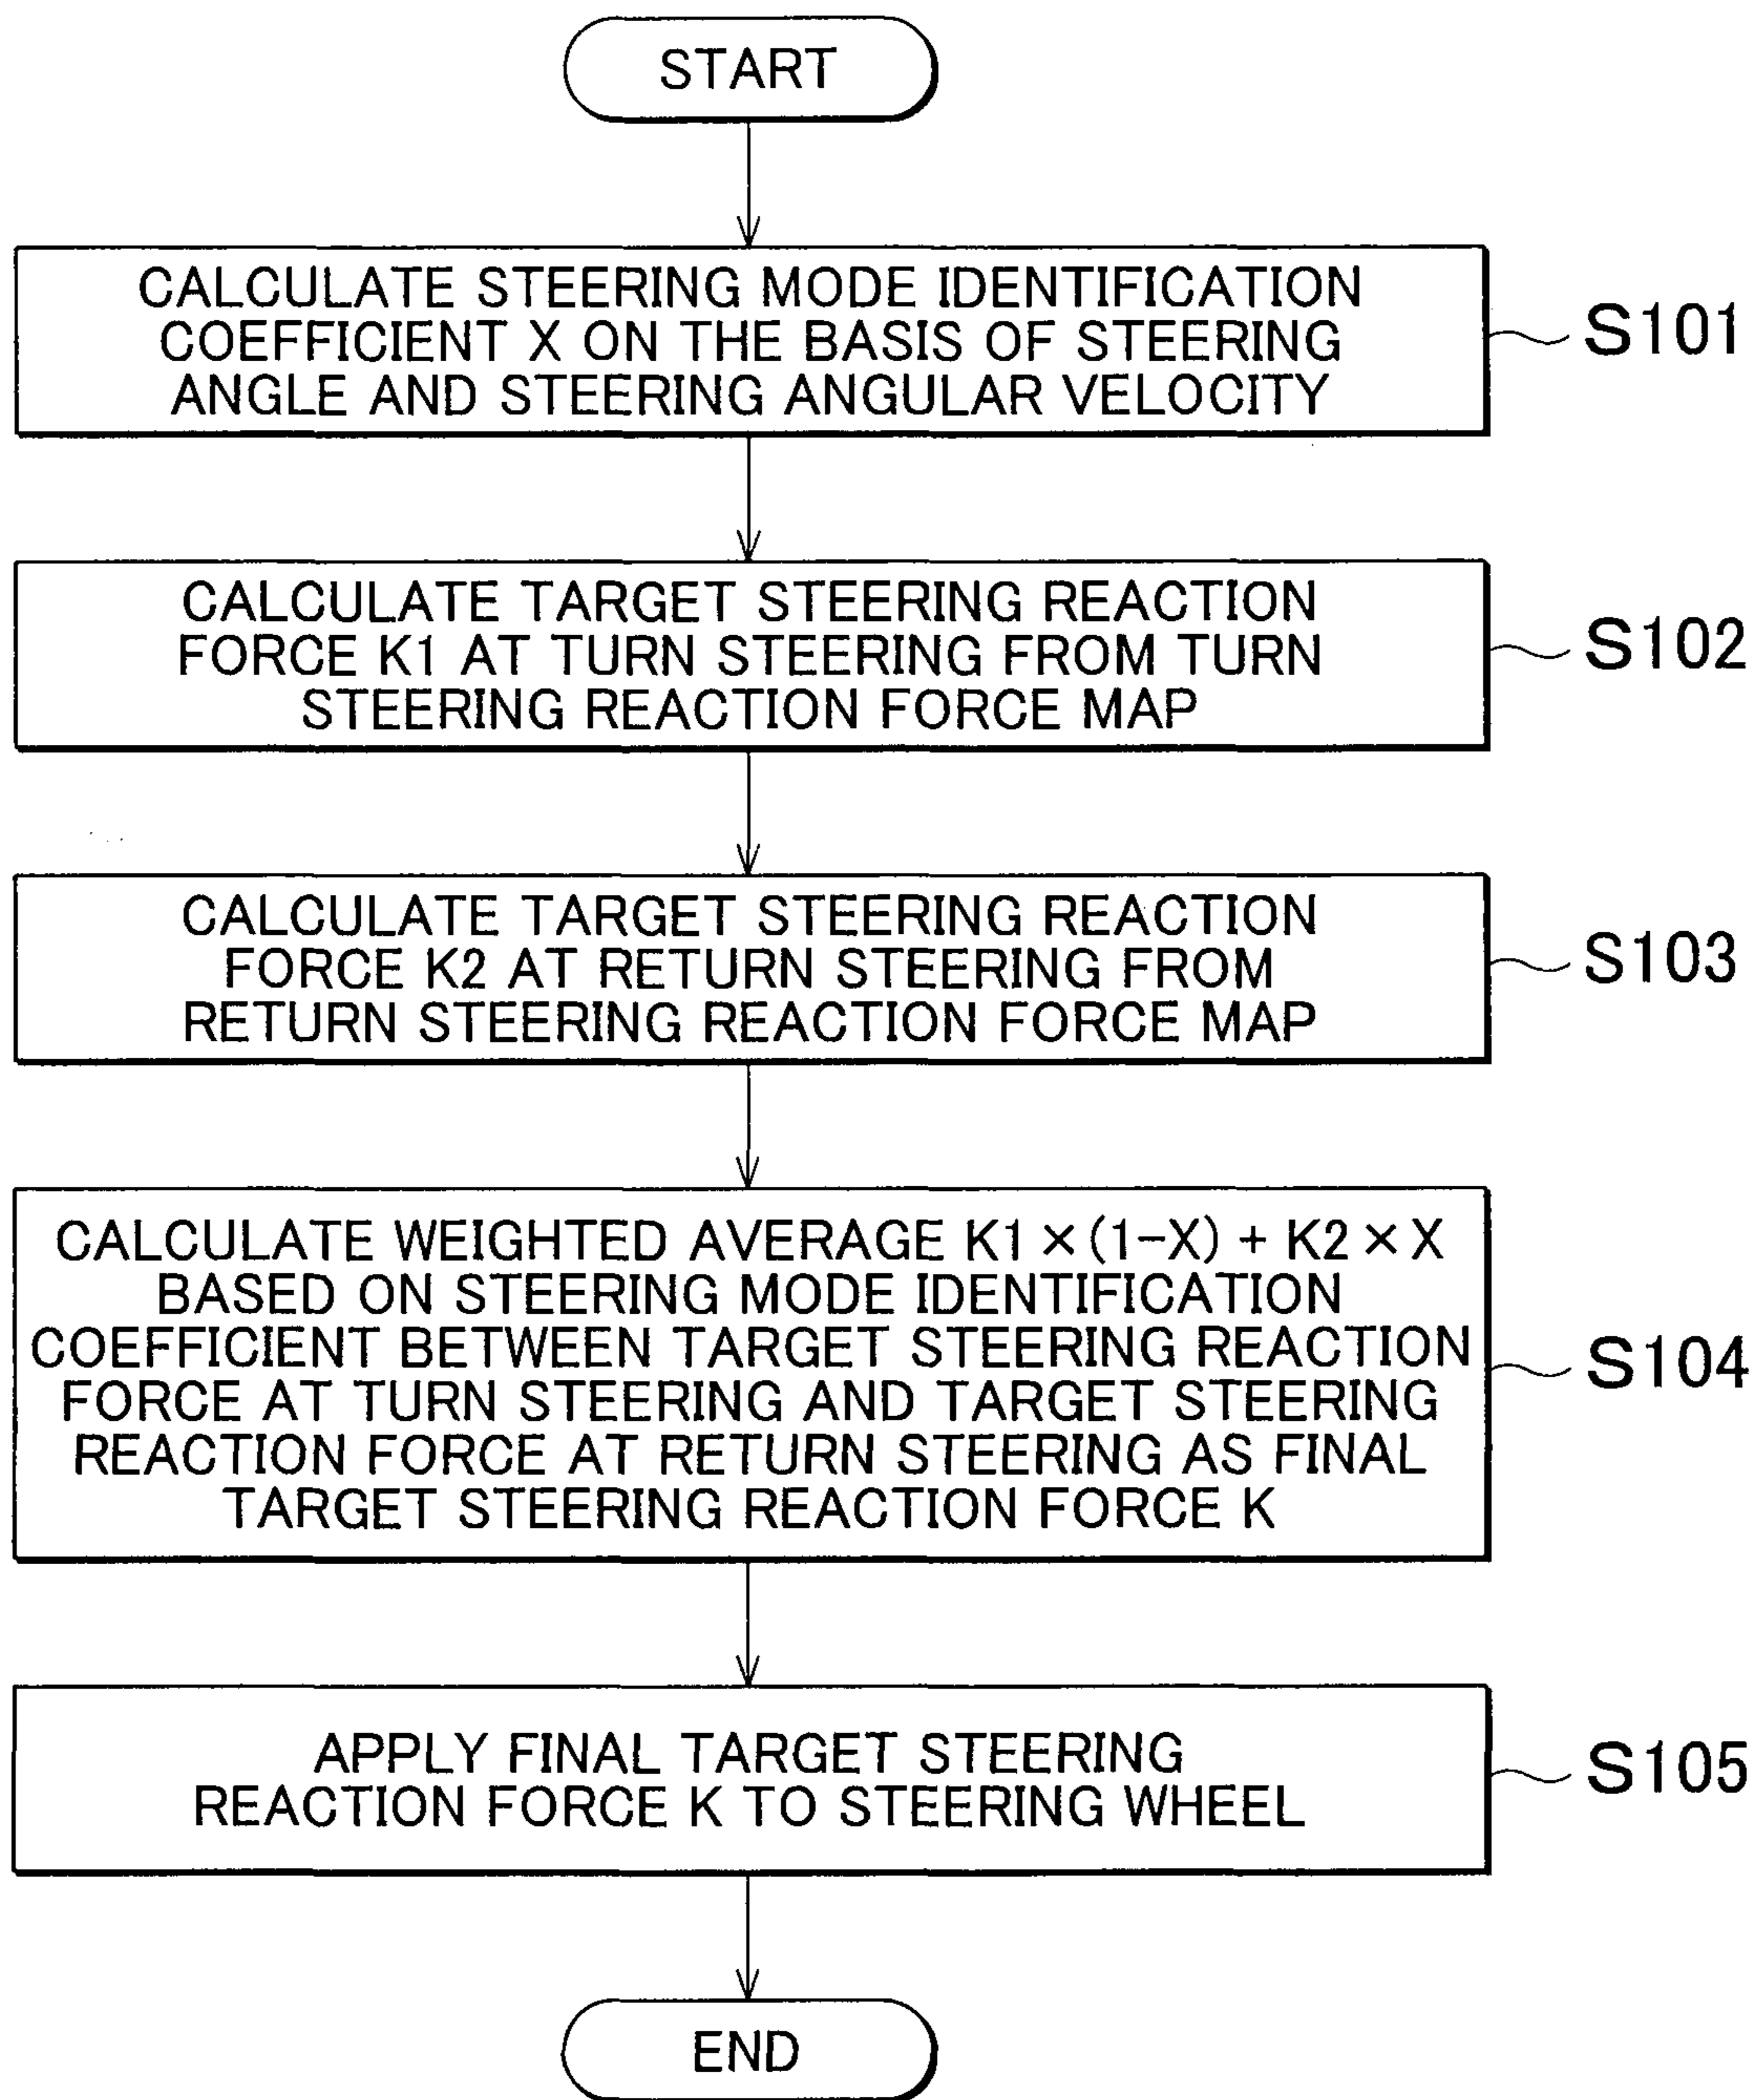 START
CALCULATE STEERING MODE IDENTIFICATION
COEFFICIENT X ON THE BASIS OF STEERING
ANGLE AND STEERING ANGULAR VELOCITY
S101
CALCULATE TARGET STEERING REACTION
FORCE K1 AT TURN STEERING FROM TURN
STEERING REACTION FORCE MAP
S102
CALCULATE TARGET STEERING REACTION
FORCE K2 AT RETURN STEERING FROM
RETURN STEERING REACTION FORCE MAP
S103
CALCULATE WEIGHTED AVERAGE K1 × (1-X) + K2 × X
BASED ON STEERING MODE IDENTIFICATION
COEFFICIENT BETWEEN TARGET STEERING REACTION
FORCE AT TURN STEERING AND TARGET STEERING
REACTION FORCE AT RETURN STEERING AS FINAL
TARGET STEERING REACTION FORCE K
S104
APPLY FINAL TARGET STEERING
REACTION FORCE K TO STEERING WHEEL
S105
END